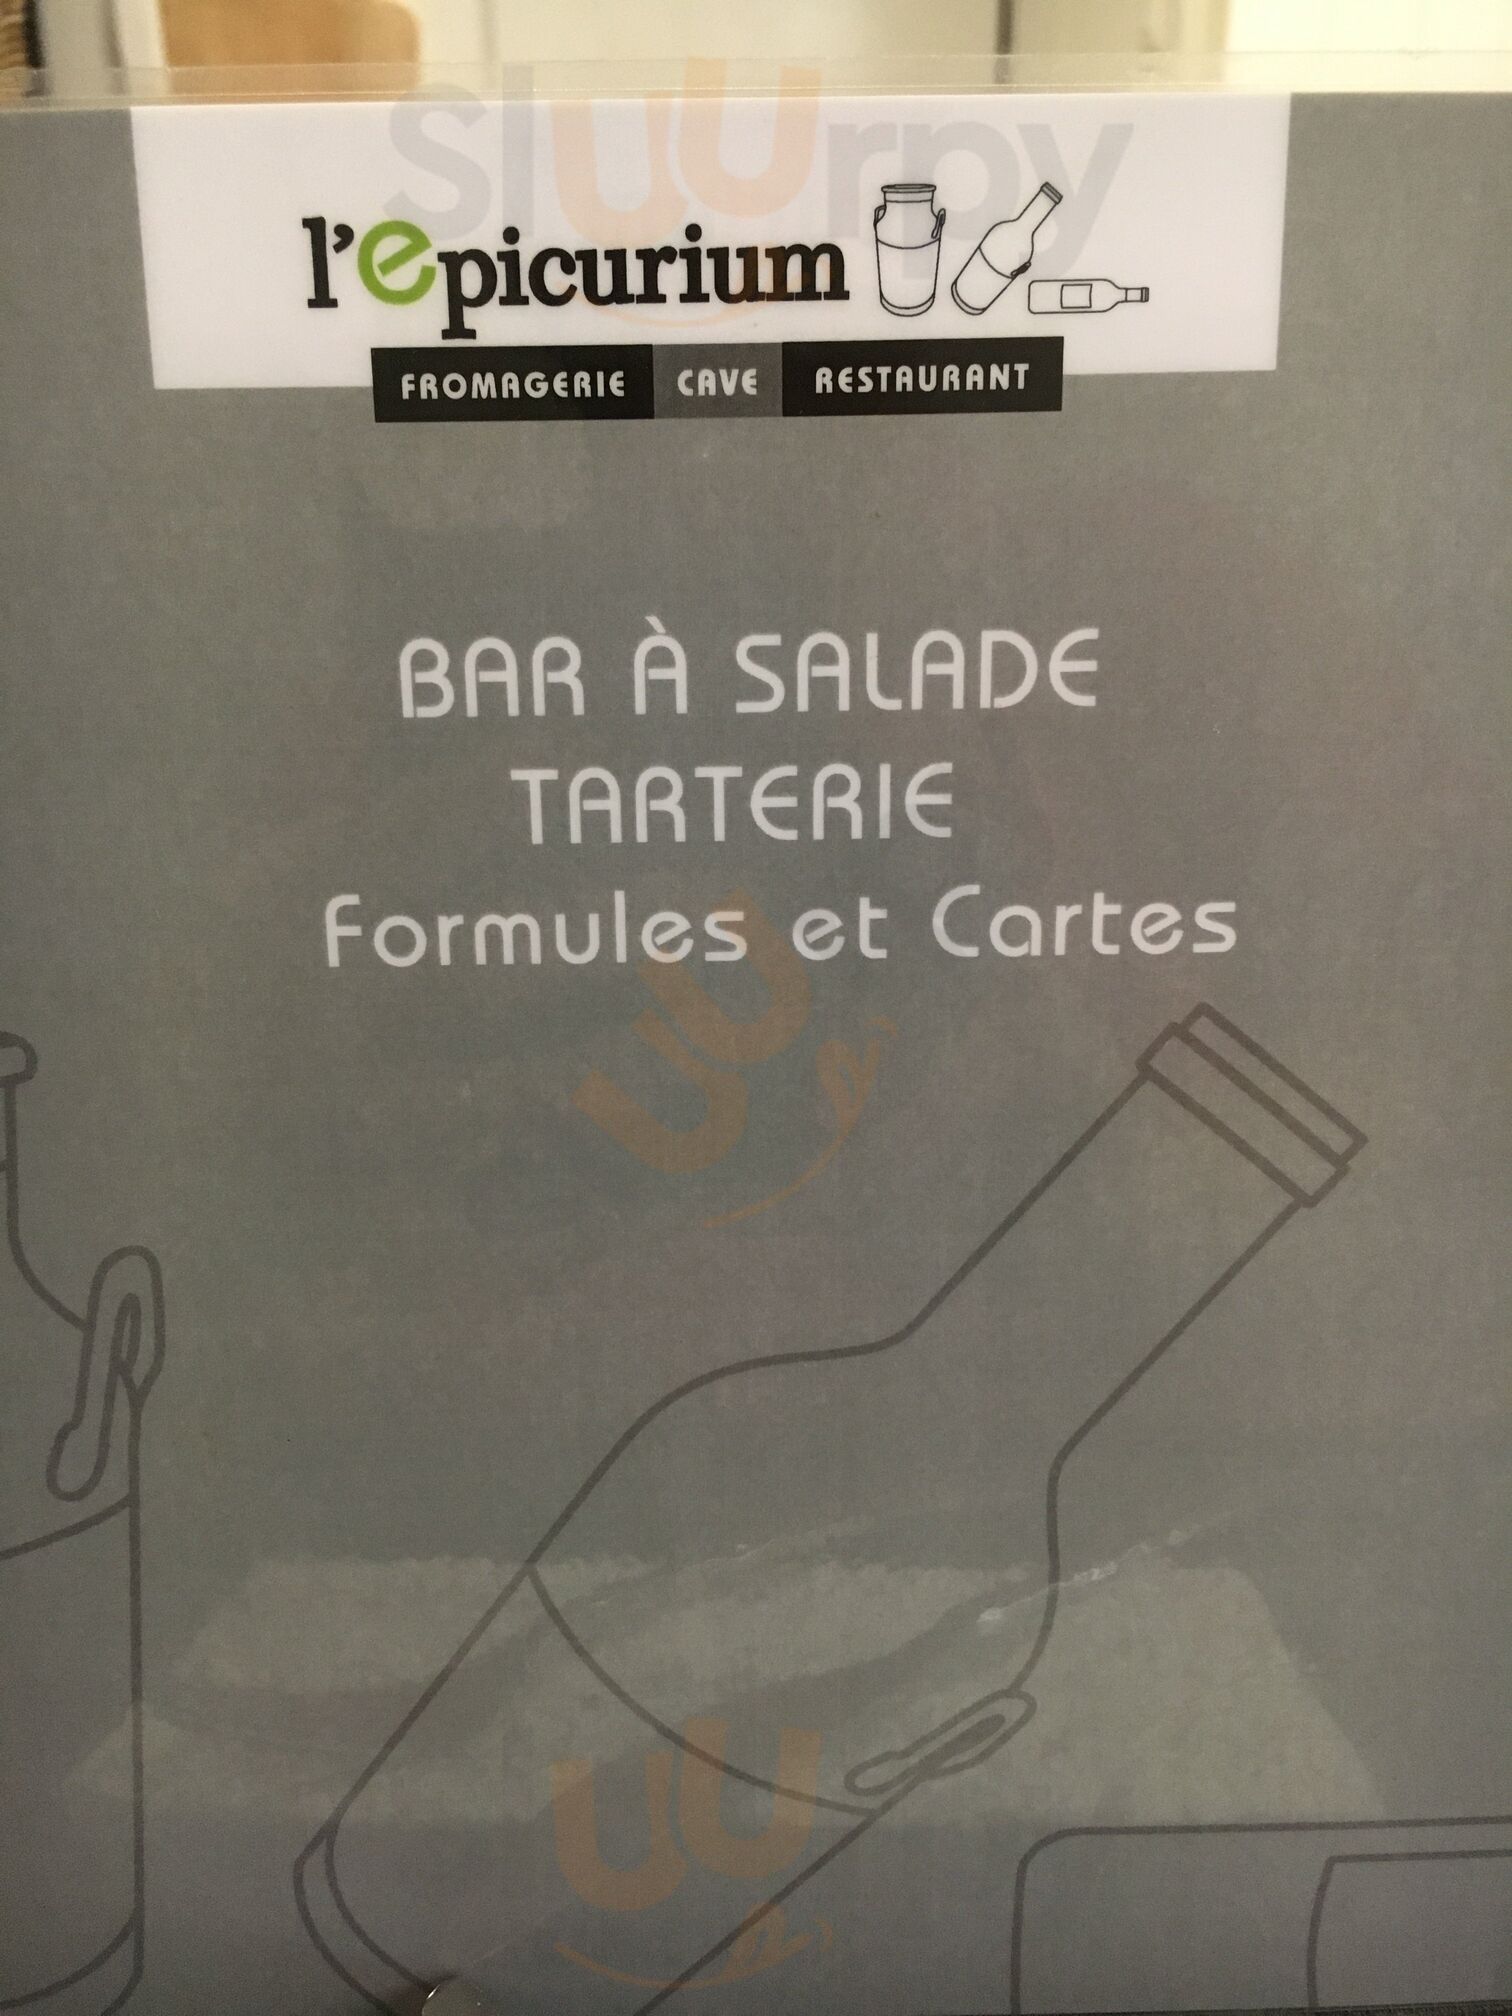 sluurpy
l'epicurium
FROMAGERIE CAVE RESTAURANT
BAR À SALADE
TARTERIE
Formules et Cartes